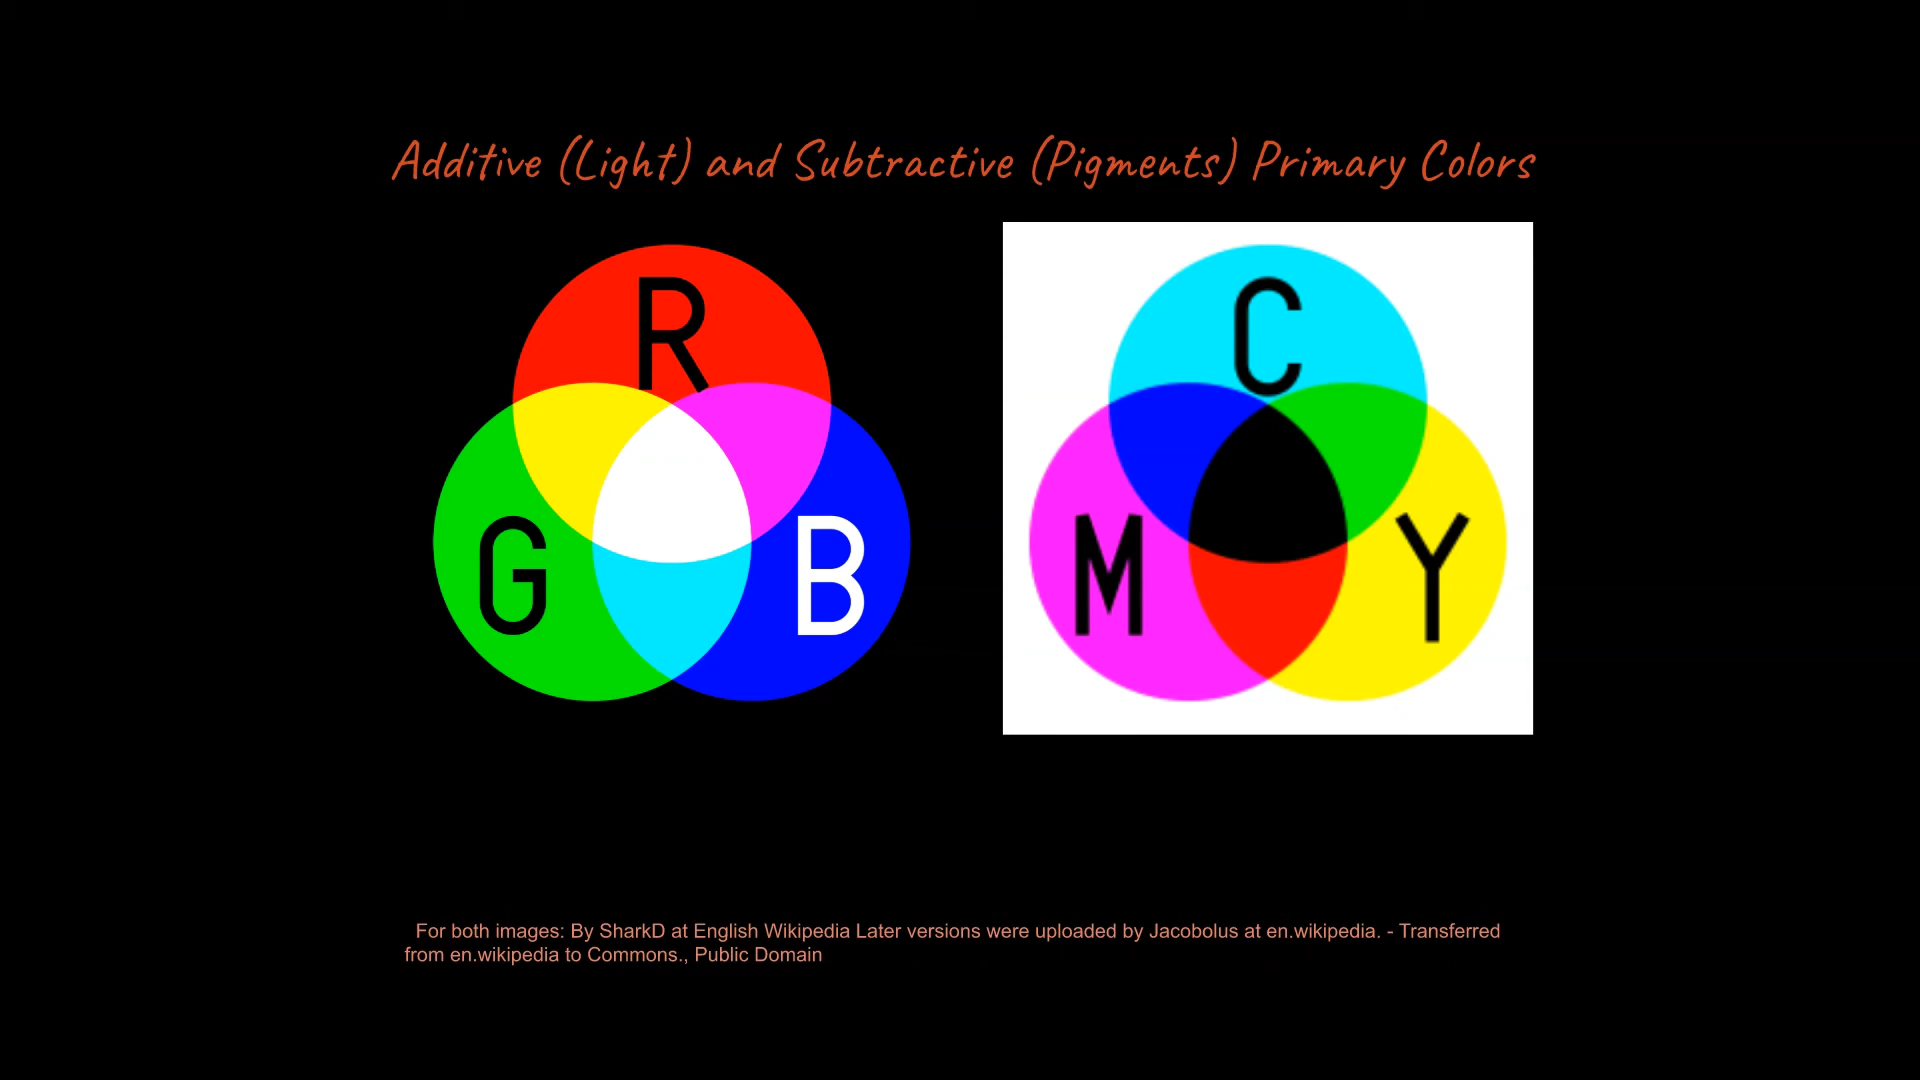 Additive (Light) and Subtractive (Pigments) Primary Colors
R
G
B
C
M
Y
For both images: By SharkD at English Wikipedia Later versions were uploaded by Jacobolus at en.wikipedia. - Transferred
from en.wikipedia to Commons., Public Domain